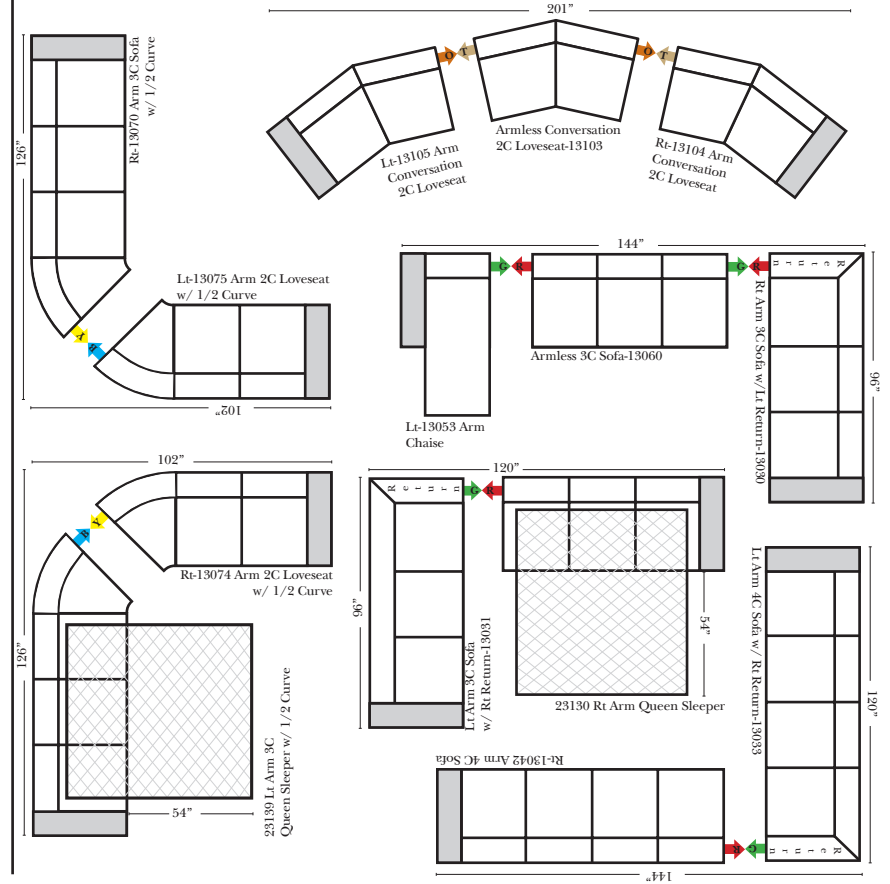 201”
O T
O T
Lt-13105 Arm
Conversation
2C Loveseat
Armless Conversation
2C Loveseat-13103
Rt-13104 Arm
Conversation
2C Loveseat
Rt-13070 Arm 3C Sofa
w/ 1/2 Curve
126”
Lt-13075 Arm 2C Loveseat
w/ 1/2 Curve
Y
B
102”
144”
G R
G R
Return
Armless 3C Sofa-13060
Lt-13053 Arm
Chaise
Rt Arm 3C Sofa w/Lt Return-13030
96”
102”
B Y
Rt-13074 Arm 2C Loveseat
w/ 1/2 Curve
126”
23139 Lt Arm 3C
Queen Sleeper w/ 1/2 Curve
54”
120”
Return
G R
96”
Lt Arm 3C Sofa
w/ Rt Return-13031
54”
23130 Rt Arm Queen Sleeper
Lt Arm 4C Sofa w/ Rt Return-13033
120”
Rt-13042 Arm 4C Sofa
R G
Return
144”